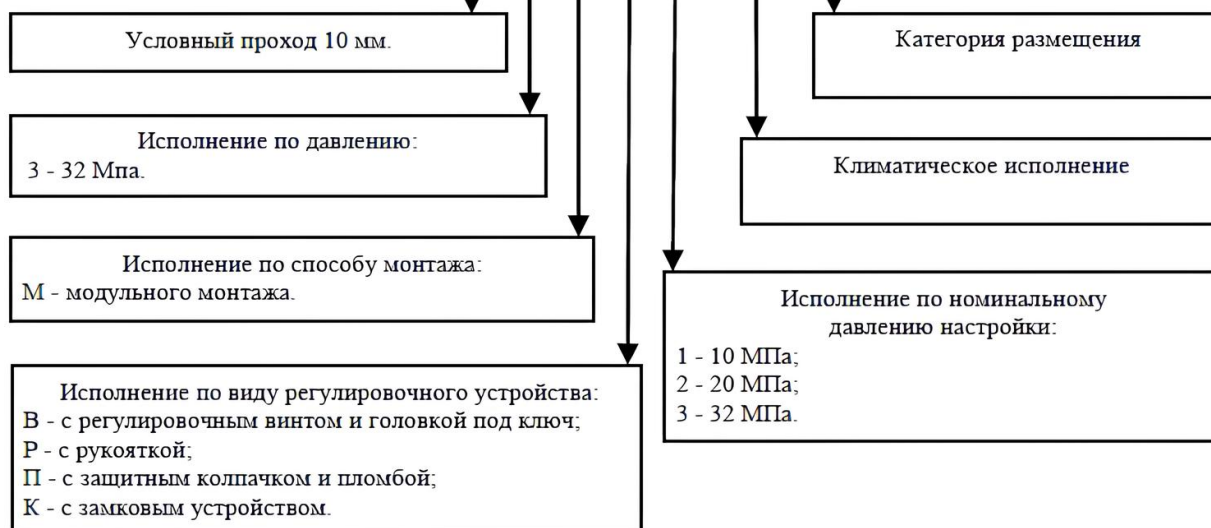 Условный проход 10 мм.
Исполнение по давлению:
3 - 32 Мпа.
Исполнение по способу монтажа:
М - модульного монтажа.
Исполнение по виду регулировочного устройства:
В - с регулировочным винтом и головкой под ключ;
Р - с рукояткой;
П - с защитным колпачком и пломбой;
К - с замковым устройством.
Категория размещения
Климатическое исполнение
Исполнение по номинальному
давлению настройки:
1 - 10 МПа;
2 - 20 МПа;
3 - 32 МПа.